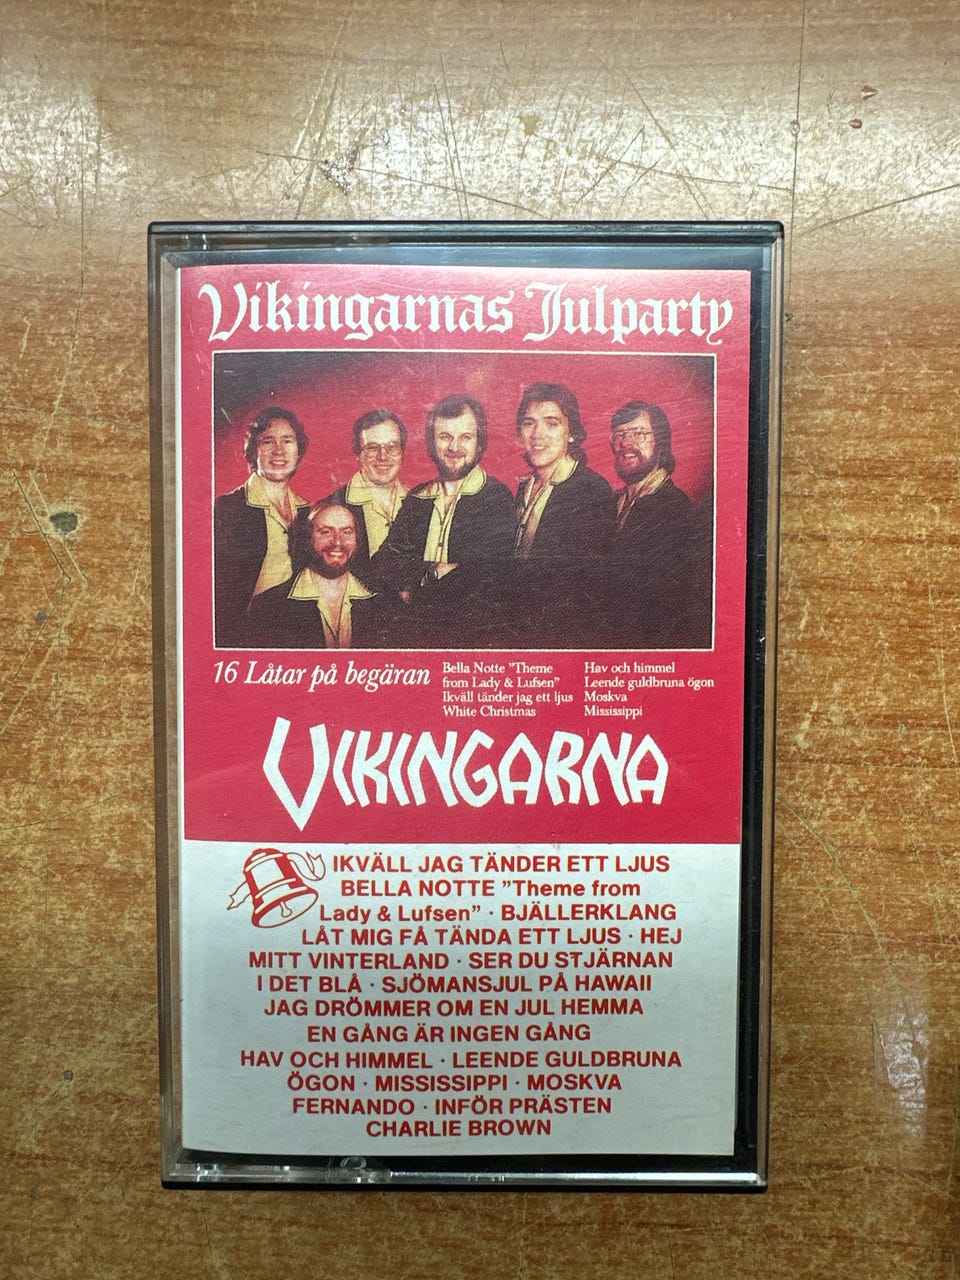 Vikingarnas Julparty
16 Låtar på begäran
Bella Notte "Theme
from Lady & Lufsen"
Ikväll tänder jag ett ljus
White Christmas
Hav och himmel
Leende guldbruna ögon
Moskva
Mississippi
VIKINGARNA
IKVÄLL JAG TÄNDER ETT LJUS
BELLA NOTTE "Theme from
Lady & Lufsen" · BJÄLLERKLANG
LÅT MIG FÅ TÄNDA ETT LJUS · HEJ
MITT VINTERLAND · SER DU STJÄRNAN
I DET BLÅ · SJÖMANSJUL PÅ HAWAII
JAG DRÖMMER OM EN JUL HEMMA
EN GÅNG ÄR INGEN GÅNG
HAV OCH HIMMEL · LEENDE GULDBRUNA
ÖGON · MISSISSIPPI · MOSKVA
FERNANDO · INFÖR PRÄSTEN
CHARLIE BROWN